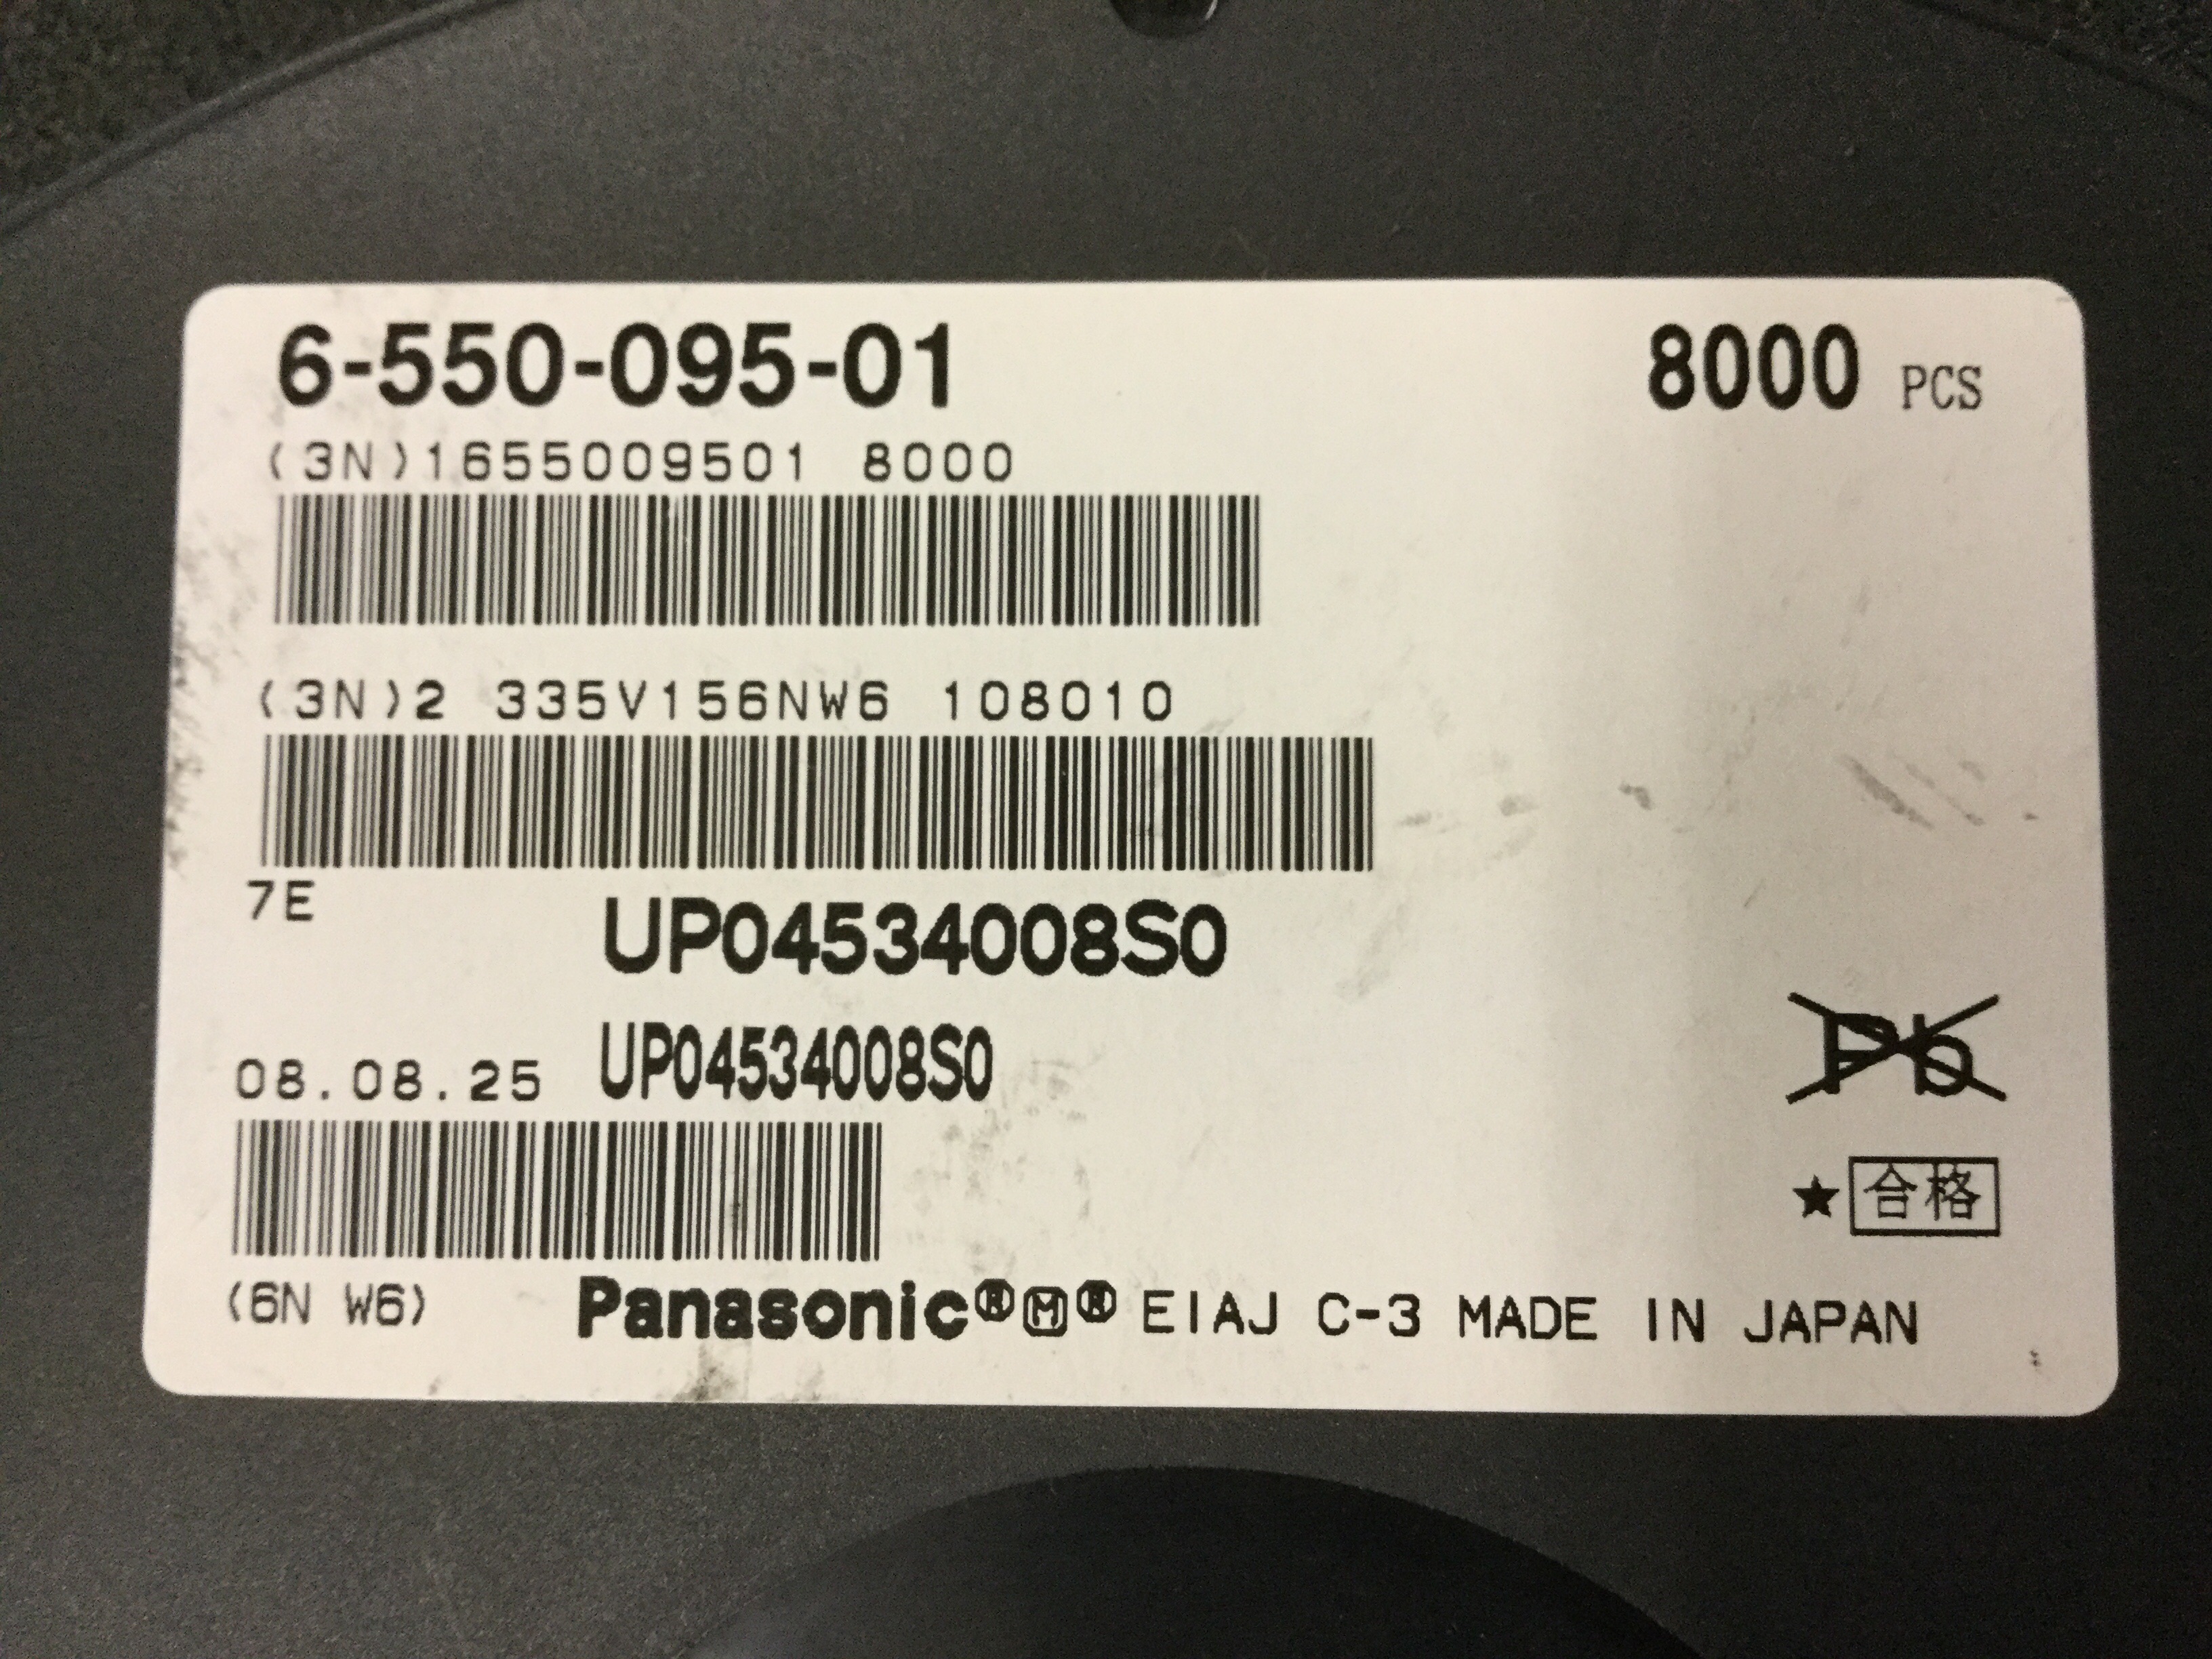 6-550-095-01 8000 PCS
(3N)1655009501 8000
(3N)2 335V156NW6 108010
7E UP04534008S0
08.08.25 UP04534008S0
Pb
★合格
(6N W6) Panasonic®Ⓜ® EIAJ C-3 MADE IN JAPAN